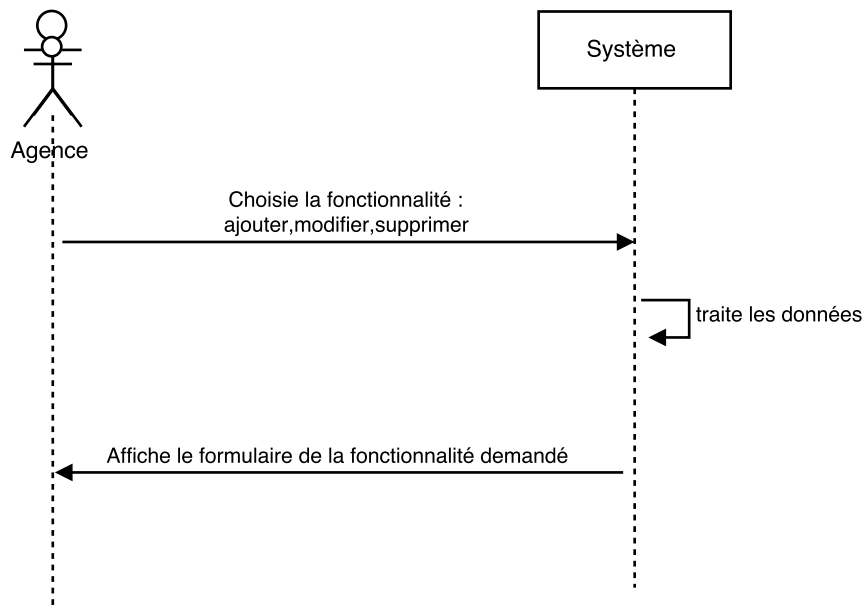 Système
Agence
Choisie la fonctionnalité :
ajouter,modifier,supprimer
traite les données
Affiche le formulaire de la fonctionnalité demandé